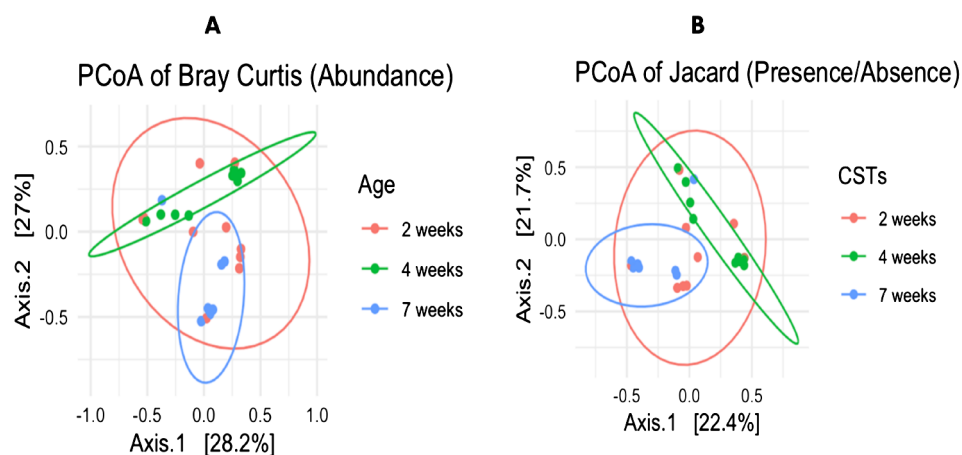 A
PCoA of Bray Curtis (Abundance)
0.5
0.0
-0.5
Axis.2 [27%]
-1.0 -0.5 0.0 0.5 1.0
Axis.1 [28.2%]
Age
2 weeks
4 weeks
7 weeks
B
PCoA of Jacard (Presence/Absence)
0.5
0.0
-0.5
Axis.2 [21.7%]
-0.5 0.0 0.5
Axis.1 [22.4%]
CSTs
2 weeks
4 weeks
7 weeks